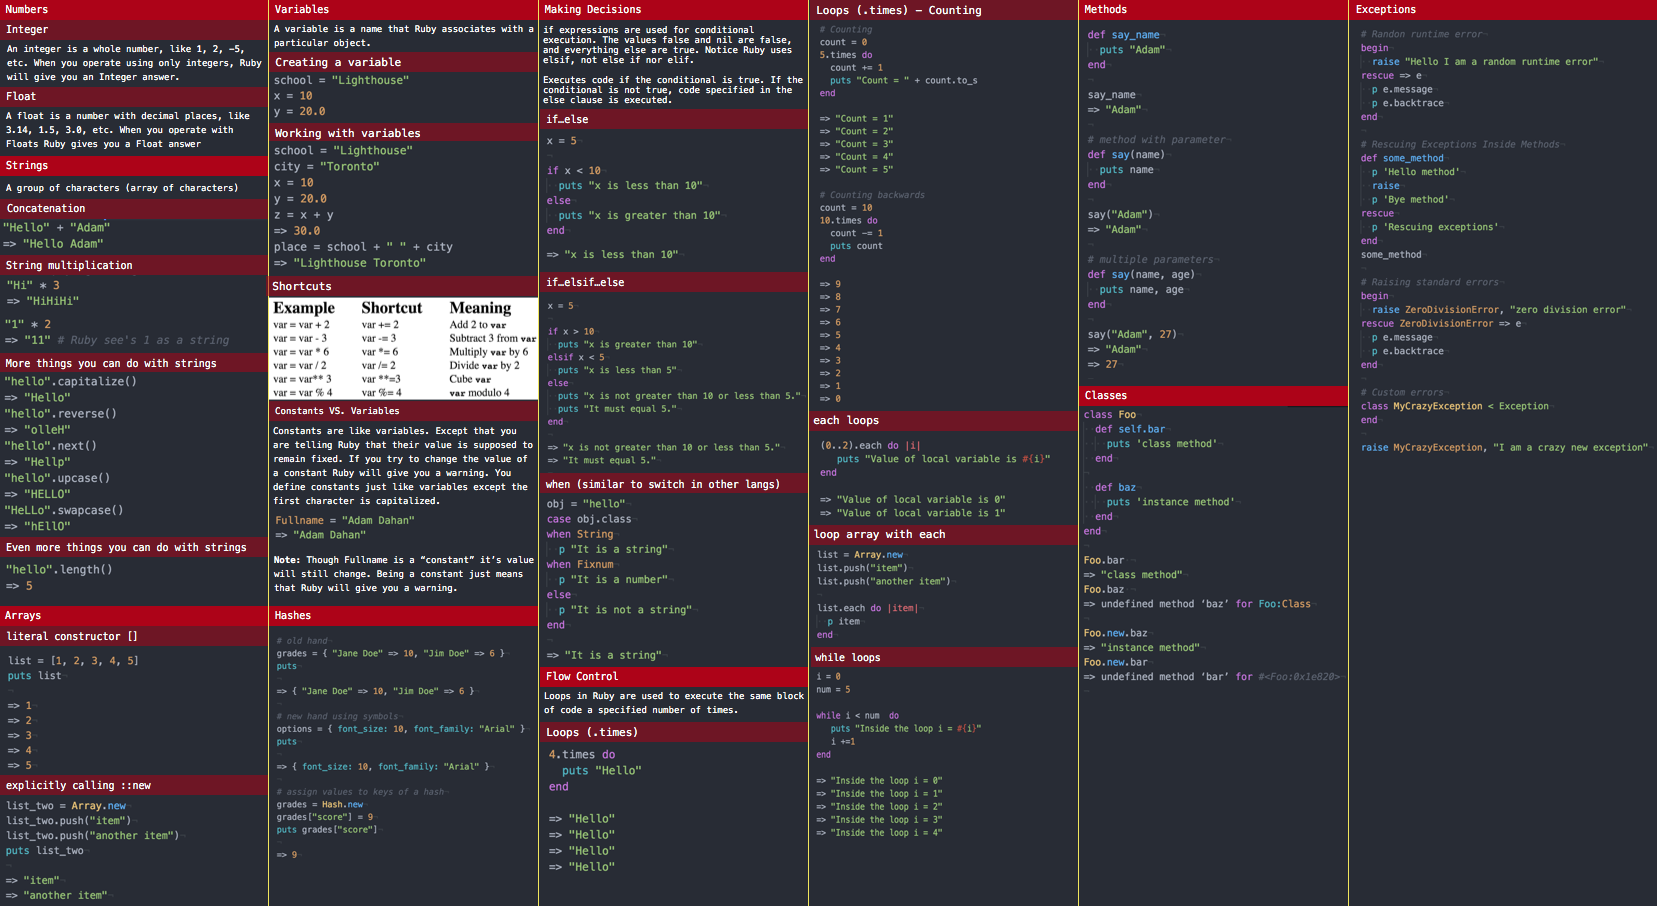 Numbers
Integer
An integer is a whole number, like 1, 2, -5,
etc. When you operate using only integers, Ruby
will give you an Integer answer.
Float
A float is a number with decimal places, like
3.14, 1.5, 3.0, etc. When you operate with
Floats Ruby gives you a Float answer
Strings
A group of characters (array of characters)
Concatenation
"Hello" + "Adam"
=> "Hello Adam"
String multiplication
"Hi" * 3
=> "HiHiHi"
"1" * 2
=> "11" # Ruby see's 1 as a string
More things you can do with strings
"hello".capitalize()
=> "Hello"
"hello".reverse()
=> "olleH"
"hello".next()
=> "Hellp"
"hello".upcase()
=> "HELLO"
"HeLLo".swapcase()
=> "hEllO"
Even more things you can do with strings
"hello".length()
=> 5
Arrays
literal constructor []
list = [1, 2, 3, 4, 5]
puts list
=> 1
=> 2
=> 3
=> 4
=> 5
explicitly calling ::new
list_two = Array.new
list_two.push("item")
list_two.push("another item")
puts list_two
=> "item"
=> "another item"
Variables
A variable is a name that Ruby associates with a
particular object.
Creating a variable
school = "Lighthouse"
x = 10
y = 20.0
Working with variables
school = "Lighthouse"
city = "Toronto"
x = 10
y = 20.0
z = x + y
=> 30.0
place = school + " " + city
=> "Lighthouse Toronto"
Shortcuts
Example Shortcut Meaning
var = var + 2 var += 2 Add 2 to var
var = var - 3 var -= 3 Subtract 3 from var
var = var * 6 var *= 6 Multiply var by 6
var = var / 2 var /= 2 Divide var by 2
var = var** 3 var **=3 Cube var
var = var % 4 var %= 4 var modulo 4
Constants VS. Variables
Constants are like variables. Except that you
are telling Ruby that their value is supposed to
remain fixed. If you try to change the value of
a constant Ruby will give you a warning. You
define constants just like variables except the
first character is capitalized.
Fullname = "Adam Dahan"
=> "Adam Dahan"
Note: Though Fullname is a “constant” it’s value
will still change. Being a constant just means
that Ruby will give you a warning.
Hashes
# old hand
grades = { "Jane Doe" => 10, "Jim Doe" => 6 }
puts
=> { "Jane Doe" => 10, "Jim Doe" => 6 }
# new hand using symbols
options = { font_size: 10, font_family: "Arial" }
puts
=> { font_size: 10, font_family: "Arial" }
# assign values to keys of a hash
grades = Hash.new
grades["score"] = 9
puts grades["score"]
=> 9
Making Decisions
if expressions are used for conditional
execution. The values false and nil are false,
and everything else are true. Notice Ruby uses
elsif, not else if nor elif.
Executes code if the conditional is true. If the
conditional is not true, code specified in the
else clause is executed.
if…else
x = 5
if x < 10
puts "x is less than 10"
else
puts "x is greater than 10"
end
=> "x is less than 10"
if…elsif…else
x = 5
if x > 10
puts "x is greater than 10"
elsif x < 5
puts "x is less than 5"
else
puts "x is not greater than 10 or less than 5."
puts "It must equal 5."
end
=> "x is not greater than 10 or less than 5."
=> "It must equal 5."
when (similar to switch in other langs)
obj = "hello"
case obj.class
when String
p "It is a string"
when Fixnum
p "It is a number"
else
p "It is not a string"
end
=> "It is a string"
Flow Control
Loops in Ruby are used to execute the same block
of code a specified number of times.
Loops (.times)
4.times do
puts "Hello"
end
=> "Hello"
=> "Hello"
=> "Hello"
=> "Hello"
Loops (.times) – Counting
# Counting
count = 0
5.times do
count += 1
puts "Count = " + count.to_s
end
=> "Count = 1"
=> "Count = 2"
=> "Count = 3"
=> "Count = 4"
=> "Count = 5"
# Counting backwards
count = 10
10.times do
count -= 1
puts count
end
=> 9
=> 8
=> 7
=> 6
=> 5
=> 4
=> 3
=> 2
=> 1
=> 0
each loops
(0..2).each do |i|
puts "Value of local variable is #{i}"
end
=> "Value of local variable is 0"
=> "Value of local variable is 1"
loop array with each
list = Array.new
list.push("item")
list.push("another item")
list.each do |item|
p item
end
while loops
i = 0
num = 5
while i < num do
puts "Inside the loop i = #{i}"
i +=1
end
=> "Inside the loop i = 0"
=> "Inside the loop i = 1"
=> "Inside the loop i = 2"
=> "Inside the loop i = 3"
=> "Inside the loop i = 4"
Methods
def say_name
puts "Adam"
end
say_name
=> "Adam"
# method with parameter
def say(name)
puts name
end
say("Adam")
=> "Adam"
# multiple parameters
def say(name, age)
puts name, age
end
say("Adam", 27)
=> "Adam"
=> 27
Classes
class Foo
def self.bar
puts 'class method'
end
def baz
puts 'instance method'
end
end
Foo.bar
=> "class method"
Foo.baz
=> undefined method ‘baz’ for Foo:Class
Foo.new.baz
=> "instance method"
Foo.new.bar
=> undefined method ‘bar’ for #<Foo:0x1e820>
Exceptions
# Randon runtime error
begin
raise "Hello I am a random runtime error"
rescue => e
p e.message
p e.backtrace
end
# Rescuing Exceptions Inside Methods
def some_method
p 'Hello method'
raise
p 'Bye method'
rescue
p 'Rescuing exceptions'
end
some_method
# Raising standard errors
begin
raise ZeroDivisionError, "zero division error"
rescue ZeroDivisionError => e
p e.message
p e.backtrace
end
# Custom errors
class MyCrazyException < Exception
end
raise MyCrazyException, "I am a crazy new exception"